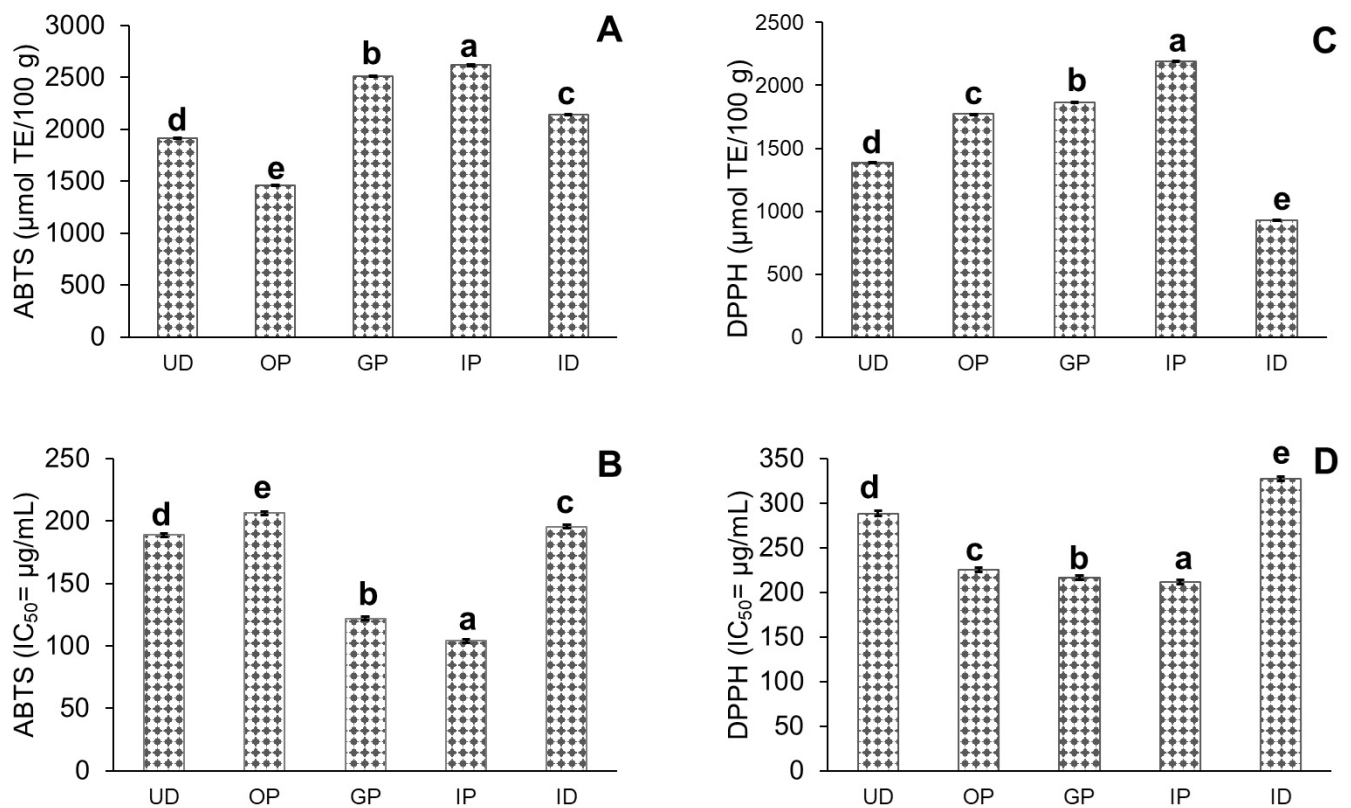 A
ABTS (µmol TE/100 g)
3000
2500
2000
1500
1000
500
0
d
e
b
a
c
UD OP GP IP ID
C
DPPH (µmol TE/100 g)
2500
2000
1500
1000
500
0
d
c
b
a
e
UD OP GP IP ID
B
ABTS (IC50= µg/mL)
250
200
150
100
50
0
d
e
b
a
c
UD OP GP IP ID
D
DPPH (IC50= µg/mL)
350
300
250
200
150
100
50
0
d
c
b
a
e
UD OP GP IP ID